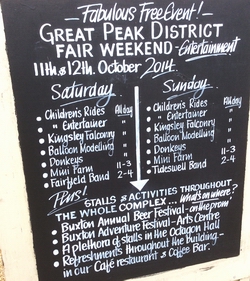 Fabulous Free Event!
GREAT PEAK DISTRICT
FAIR WEEKEND - Entertainment
11th & 12th. October 2014.
Saturday
• Children's Rides All day
• " Entertainer "
• Kingsley Falconry "
• Balloon Modelling "
• Donkeys
• Mini Farm 11-3
• Fairfield Band 2-4
Sunday
• Children's Rides All day
• " Entertainer "
• Kingsley Falconry "
• Balloon Modelling "
• Donkeys "
• Mini Farm 11-3
• Tideswell Band 2-4
Plus! STALLS & ACTIVITIES THROUGHOUT
THE WHOLE COMPLEX... what's on where?
• Buxton Annual Beer Festival - on the prom
• Buxton Adventure Festival - Arts Centre
• A plethora of stalls in the Octagon Hall
• Refreshments throughout the building -
in our Café restaurant & Coffee Bar.